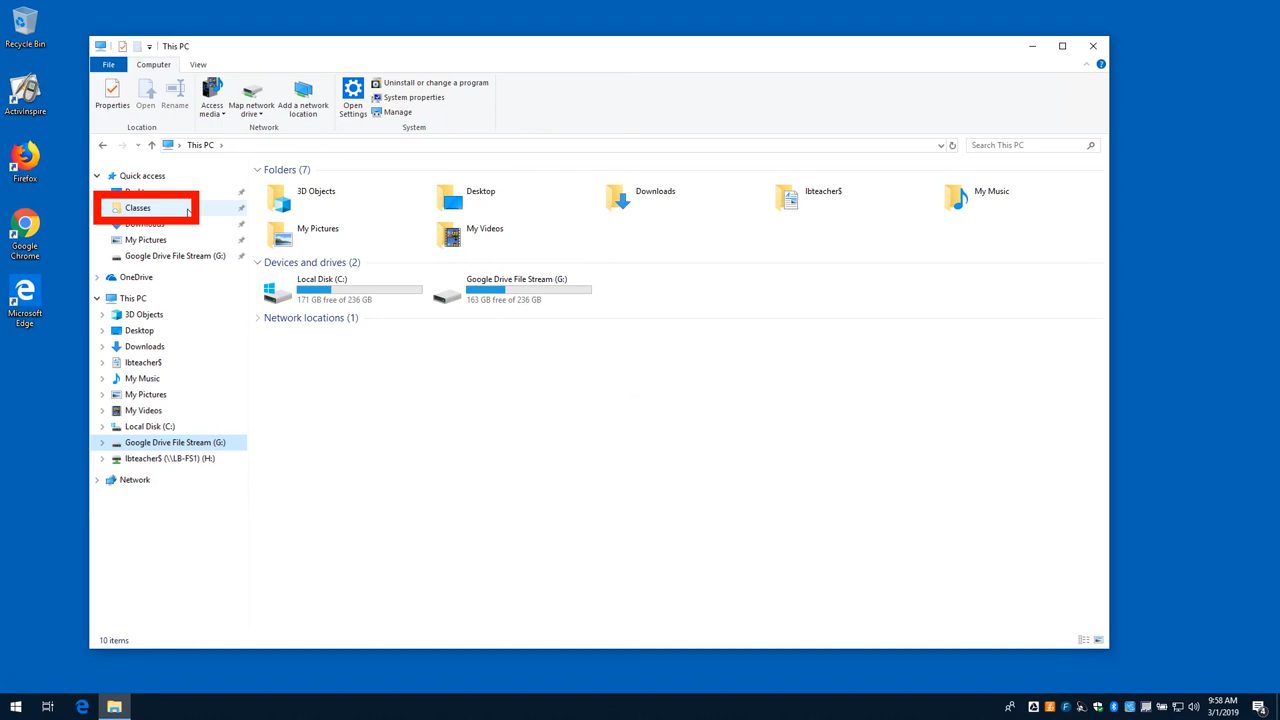 Recycle Bin
ActivInspire
Firefox
Google
Chrome
Microsoft
Edge
This PC
File Computer View
Properties Open Rename
Location
Access
media
Map network
drive
Add a network
location
Network
Open
Settings
Uninstall or change a program
System properties
Manage
System
This PC
Search This PC
Quick access
Classes
Downloads
My Pictures
Google Drive File Stream (G:)
OneDrive
This PC
3D Objects
Desktop
Downloads
lbteacher$
My Music
My Pictures
My Videos
Local Disk (C:)
Google Drive File Stream (G:)
lbteacher$ (\\LB-FS1) (H:)
Network
Folders (7)
3D Objects
Desktop
Downloads
lbteacher$
My Music
My Pictures
My Videos
Devices and drives (2)
Local Disk (C:)
171 GB free of 236 GB
Google Drive File Stream (G:)
163 GB free of 236 GB
Network locations (1)
10 items
9:58 AM
3/1/2019